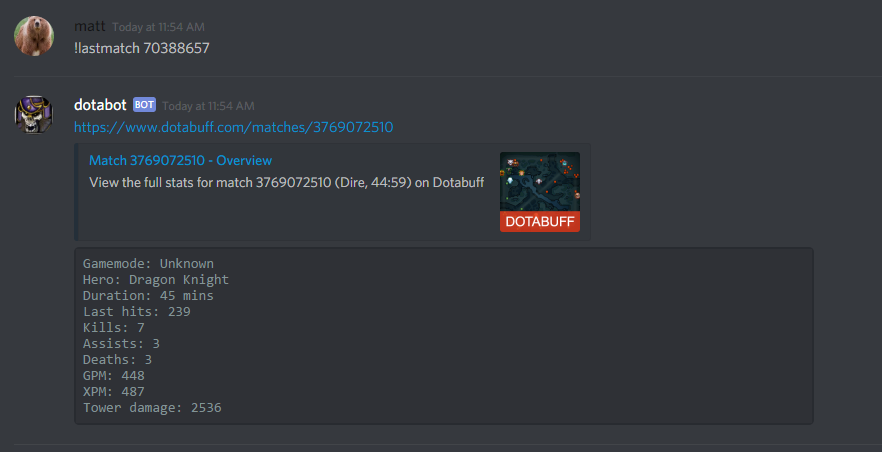 matt Today at 11:54 AM
!lastmatch 70388657
dotabot BOT Today at 11:54 AM
https://www.dotabuff.com/matches/3769072510
Match 3769072510 - Overview
View the full stats for match 3769072510 (Dire, 44:59) on Dotabuff
DOTABUFF
Gamemode: Unknown
Hero: Dragon Knight
Duration: 45 mins
Last hits: 239
Kills: 7
Assists: 3
Deaths: 3
GPM: 448
XPM: 487
Tower damage: 2536